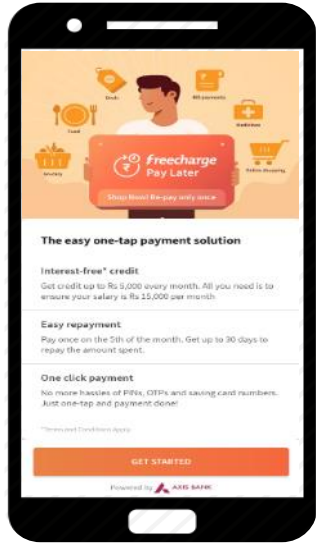 Deals
Bill payments
Food
Medicines
Grocery
Online Shopping
freecharge
Pay Later
Shop Now! Re-pay only once
The easy one-tap payment solution
Interest-free* credit
Get credit up to Rs 5,000 every month. All you need is to
ensure your salary is Rs 15,000 per month
Easy repayment
Pay once on the 5th of the month. Get up to 30 days to
repay the amount spent.
One click payment
No more hassles of PINs, OTPs and saving card numbers.
Just one-tap and payment done!
*Terms and Conditions Apply
GET STARTED
Powered by AXIS BANK